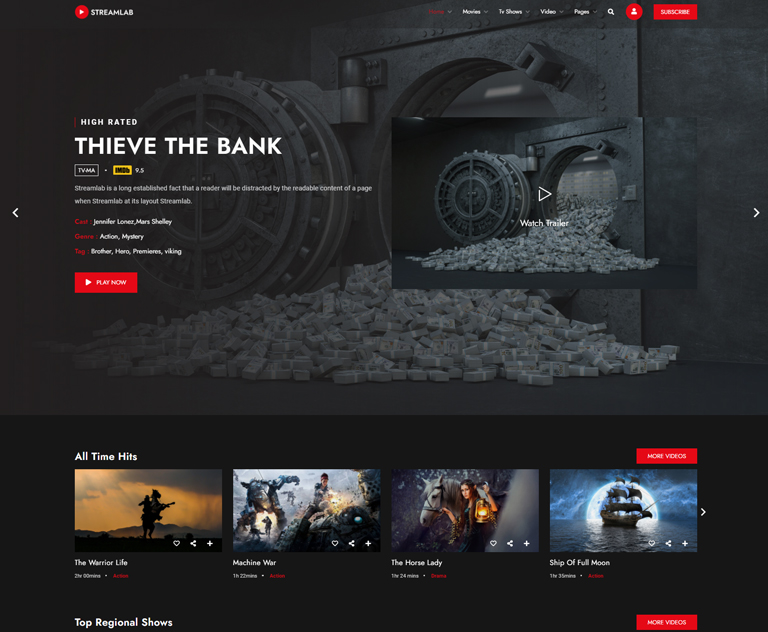 STREAMLAB
Home Movies Tv Shows Video Pages SUBSCRIBE
HIGH RATED
THIEVE THE BANK
TV-MA • IMDb 9.5
Streamlab is a long established fact that a reader will be distracted by the readable content of a page
when Streamlab at its layout Streamlab.
Cast : Jennifer Lonez,Mars Shelley
Genre : Action, Mystery
Tag : Brother, Hero, Premieres, viking
PLAY NOW
Watch Trailer
All Time Hits
MORE VIDEOS
The Warrior Life
2hr 00mins • Action
Machine War
1h 22mins • Action
The Horse Lady
1hr 24 mins • Drama
Ship Of Full Moon
1hr 35mins • Action
Top Regional Shows
MORE VIDEOS